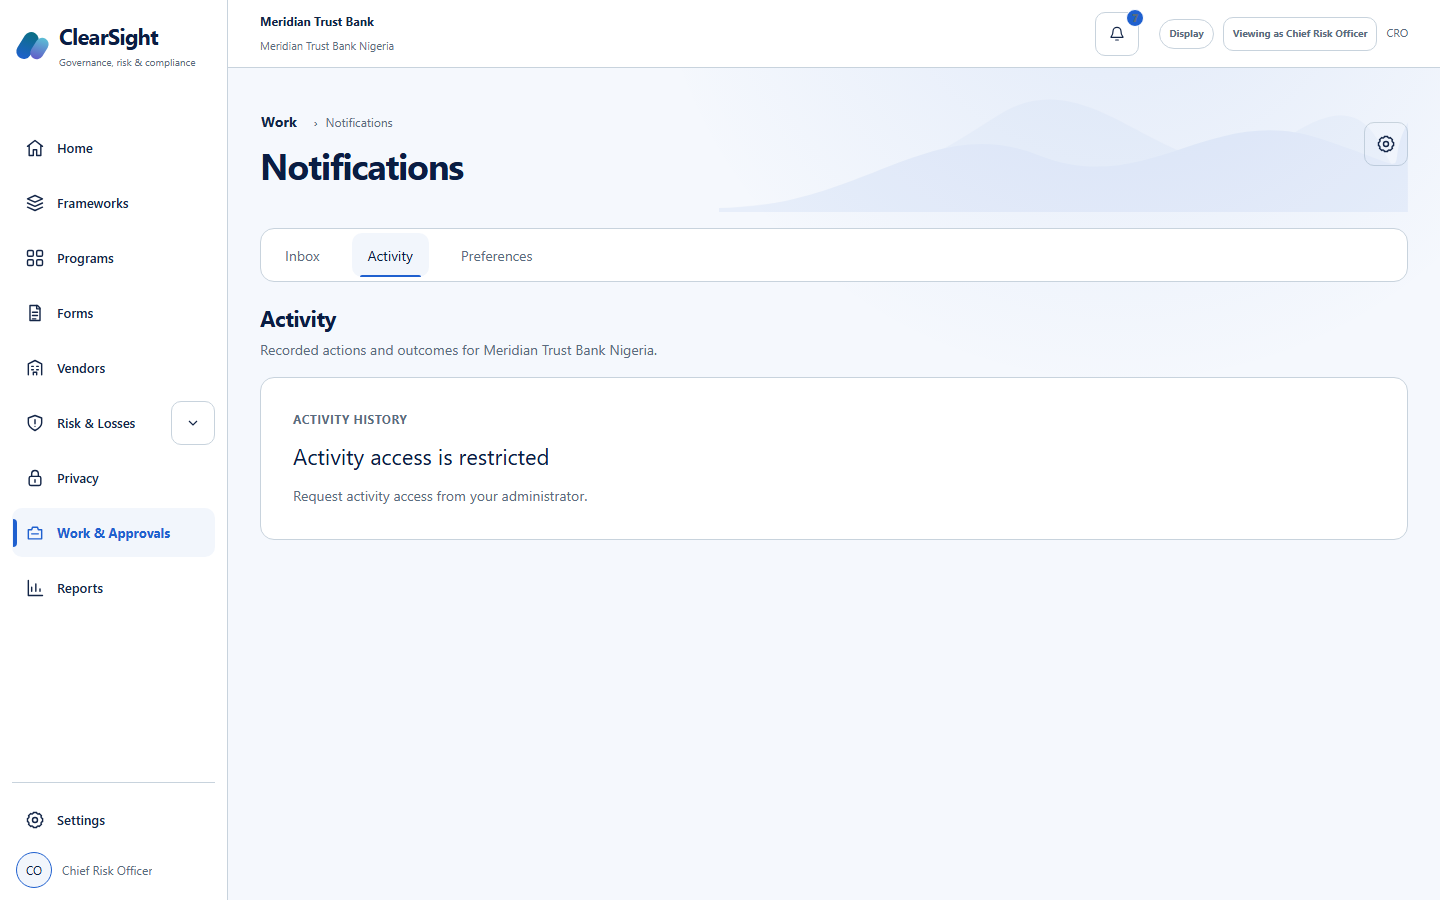 ClearSight
Governance, risk & compliance
Meridian Trust Bank
Meridian Trust Bank Nigeria
Display
Viewing as Chief Risk Officer
CRO
Home
Frameworks
Programs
Forms
Vendors
Risk & Losses
Privacy
Work & Approvals
Reports
Settings
CO
Chief Risk Officer
Work › Notifications
Notifications
Inbox
Activity
Preferences
Activity
Recorded actions and outcomes for Meridian Trust Bank Nigeria.
ACTIVITY HISTORY
Activity access is restricted
Request activity access from your administrator.